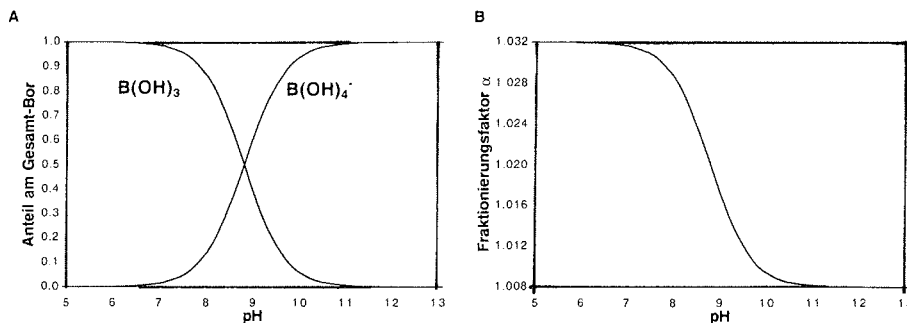 A
Anteil am Gesamt-Bor
1.0
0.9
0.8
0.7
0.6
0.5
0.4
0.3
0.2
0.1
0.0
B(OH)3
B(OH)4-
5 6 7 8 9 10 11 12 13
pH
B
Fraktionierungsfaktor α
1.032
1.028
1.024
1.020
1.016
1.012
1.008
5 6 7 8 9 10 11 12 1
pH